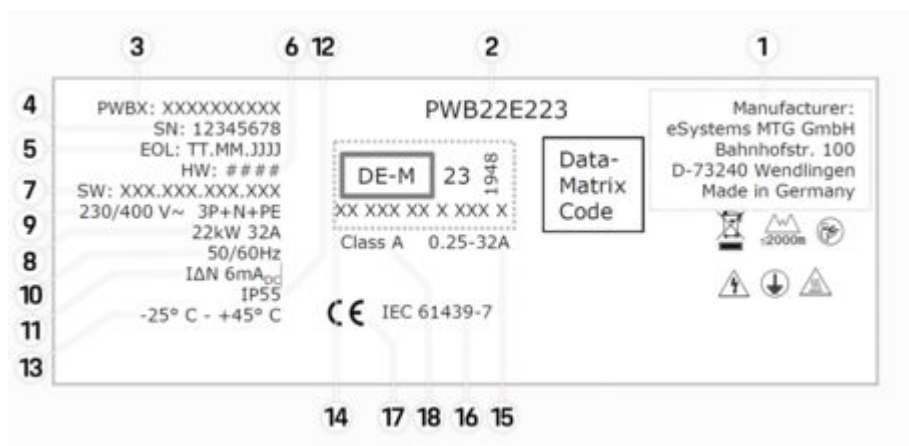 3 6 12 2 1
4 5 7 9 8 10 11 13
PWBX: XXXXXXXXXX
SN: 12345678
EOL: TT.MM.JJJJ
HW: ####
SW: XXX.XXX.XXX.XXX
230/400 V~ 3P+N+PE
22kW 32A
50/60Hz
IΔN 6mADC
IP55
-25° C - +45° C
PWB22E223
DE-M 23 1948
XX XXX XX X XXX X
Class A 0.25-32A
CE IEC 61439-7
Data-
Matrix
Code
Manufacturer:
eSystems MTG GmbH
Bahnhofstr. 100
D-73240 Wendlingen
Made in Germany
≤2000m
14 17 18 16 15